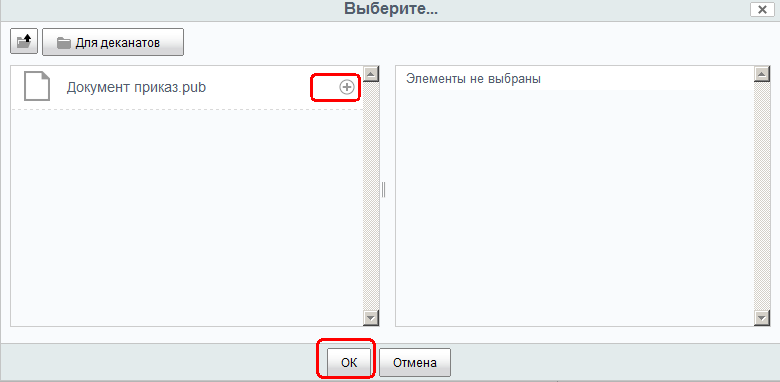 Выберите...
Для деканатов
Документ приказ.pub
Элементы не выбраны
ОК
Отмена